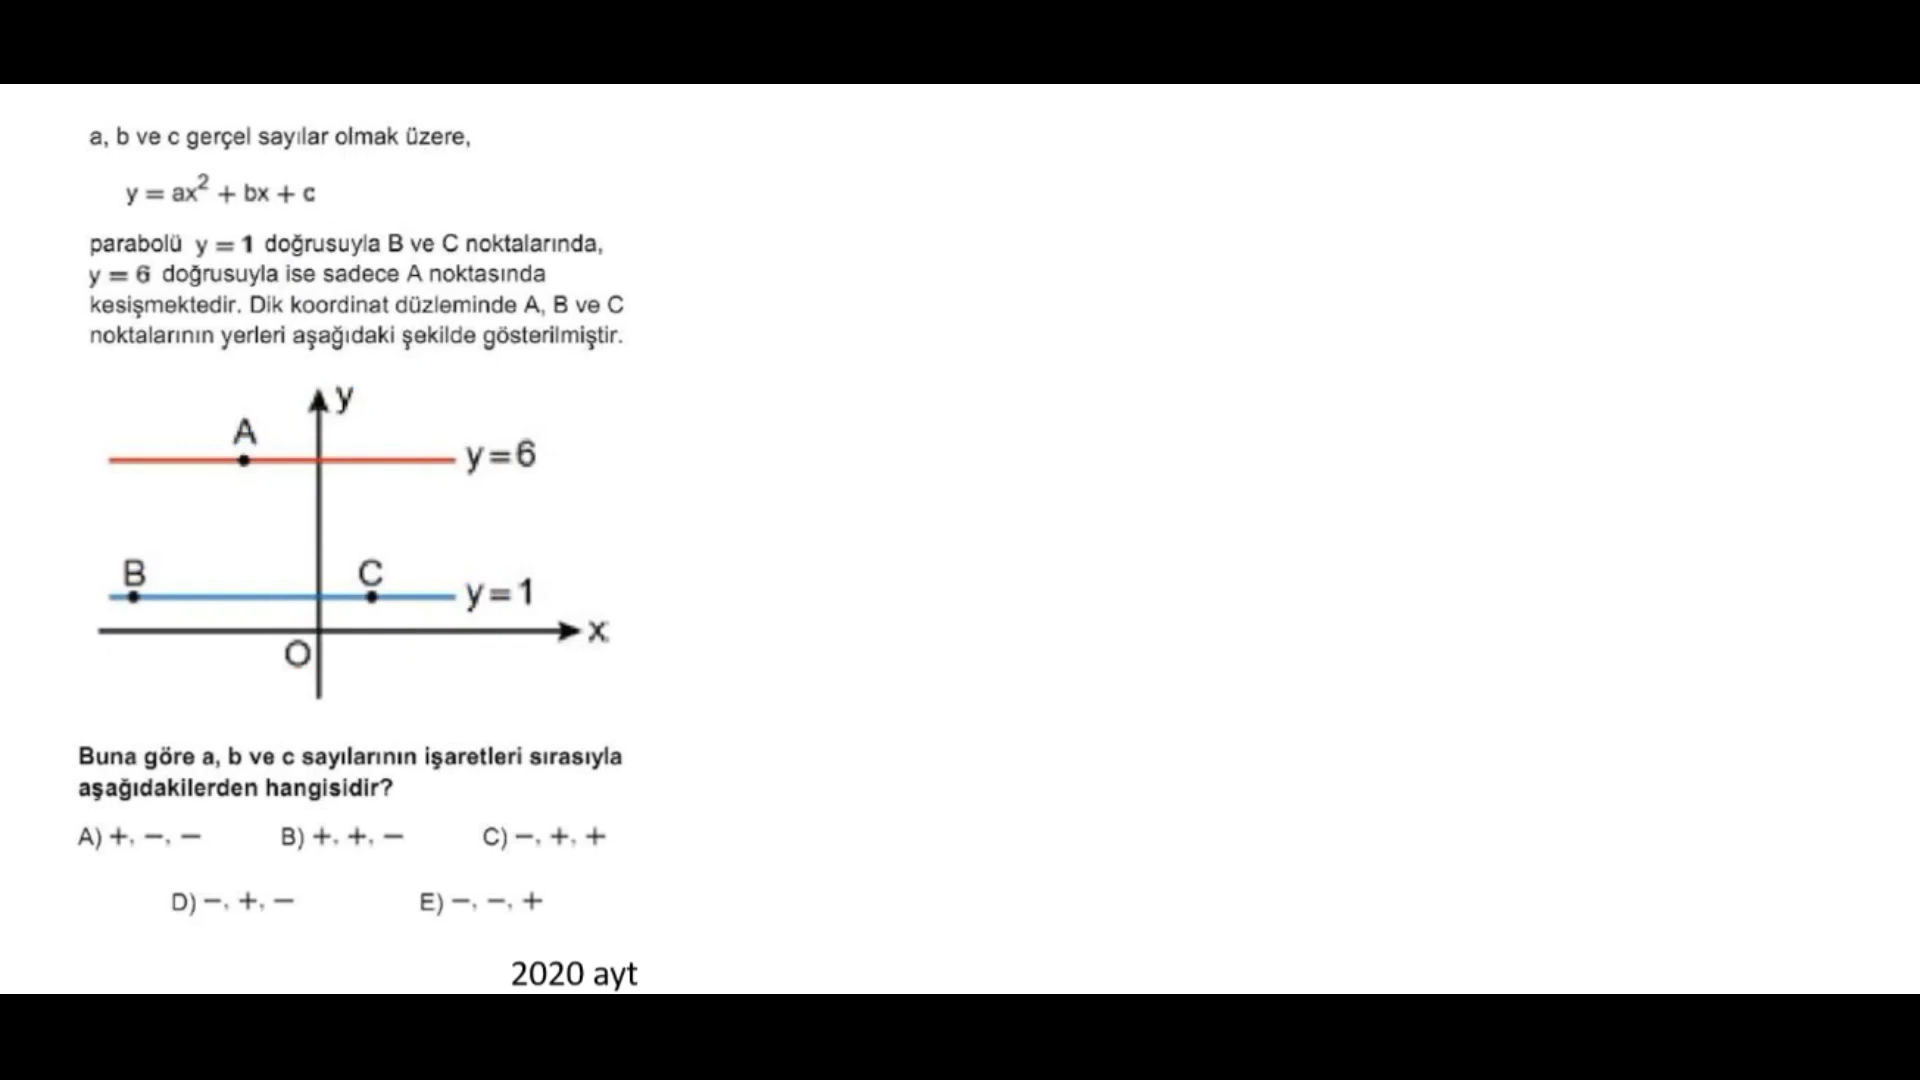 a, b ve c gerçel sayılar olmak üzere,
y = ax² + bx + c
parabolü y = 1 doğrusuyla B ve C noktalarında,
y = 6 doğrusuyla ise sadece A noktasında
kesişmektedir. Dik koordinat düzleminde A, B ve C
noktalarının yerleri aşağıdaki şekilde gösterilmiştir.
y
A
y=6
B
C
y=1
x
O
Buna göre a, b ve c sayılarının işaretleri sırasıyla
aşağıdakilerden hangisidir?
A) +, −, − B) +, +, − C) −, +, +
D) −, +, − E) −, −, +
2020 ayt